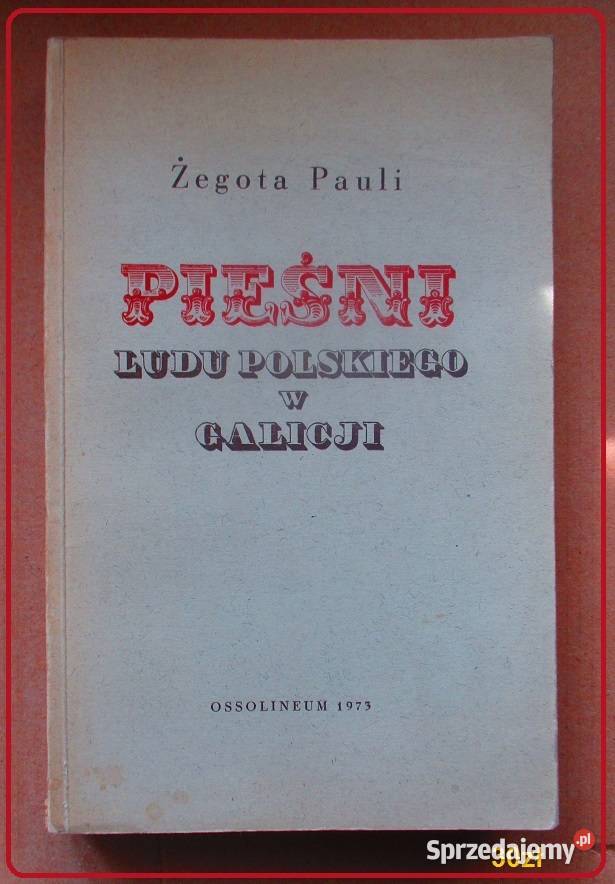 Żegota Pauli
PIEŚNI
LUDU POLSKIEGO
W
GALICJI
OSSOLINEUM 1973
Sprzedajemy.pl